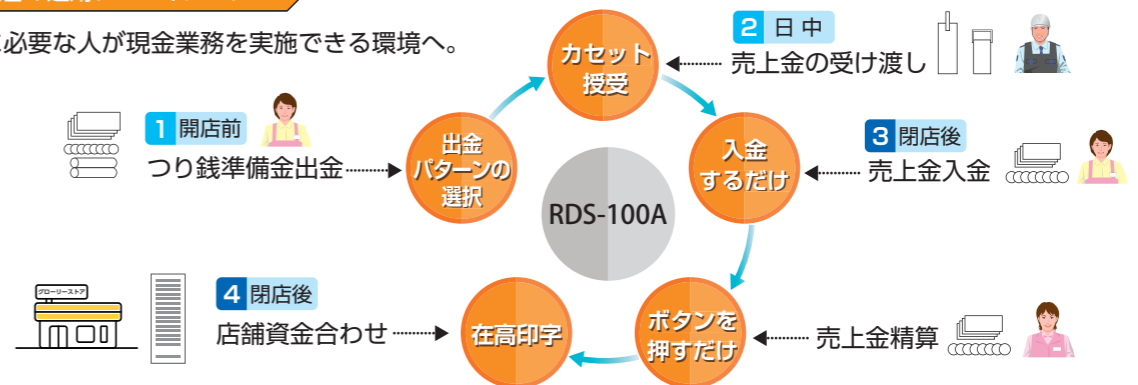 必要な人が現金業務を実施できる環境へ。
1 開店前
つり銭準備金出金
出金
パターンの
選択
カセット
授受
2 日中
売上金の受け渡し
入金
するだけ
3 閉店後
売上金入金
RDS-100A
ボタンを
押すだけ
売上金精算
在高印字
4 閉店後
店舗資金合わせ
グローリーストア